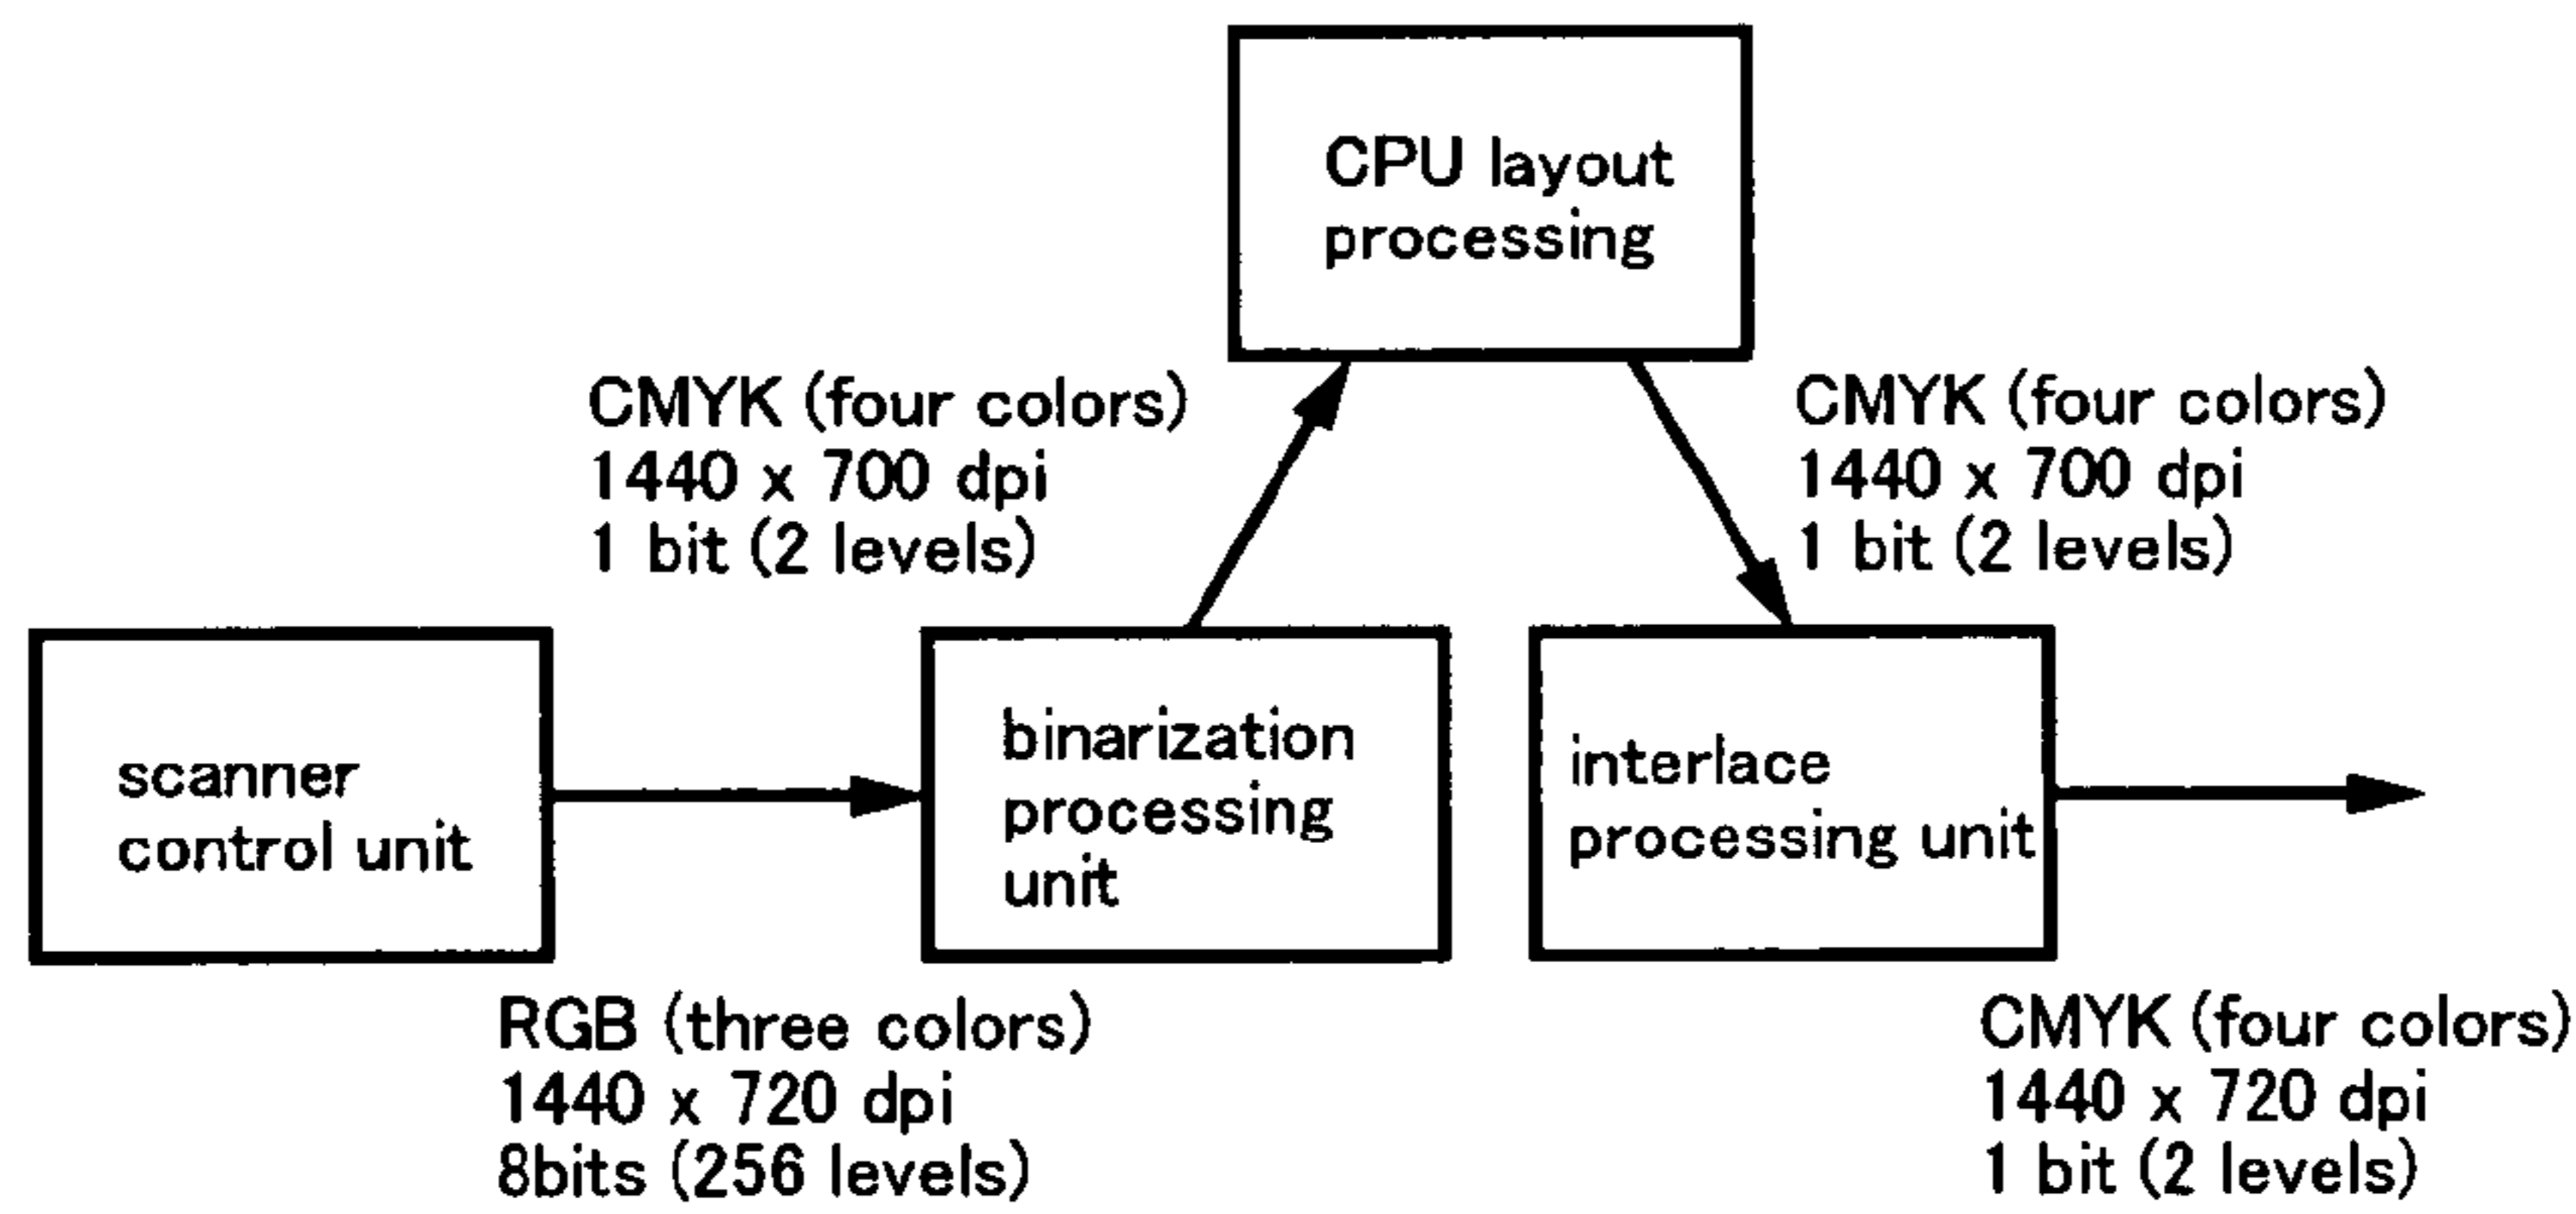 CPU layout
processing
CMYK (four colors)
1440 x 700 dpi
1 bit (2 levels)
CMYK (four colors)
1440 x 700 dpi
1 bit (2 levels)
scanner
control unit
binarization
processing
unit
interlace
processing unit
RGB (three colors)
1440 x 720 dpi
8bits (256 levels)
CMYK (four colors)
1440 x 720 dpi
1 bit (2 levels)